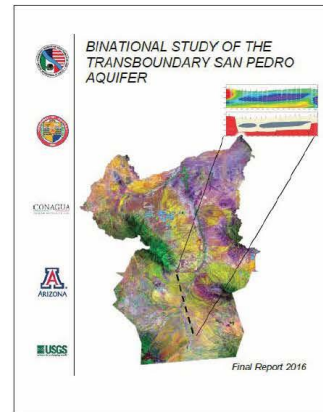 BINATIONAL STUDY OF THE
TRANSBOUNDARY SAN PEDRO
AQUIFER
CONAGUA
ARIZONA
USGS
Final Report 2016